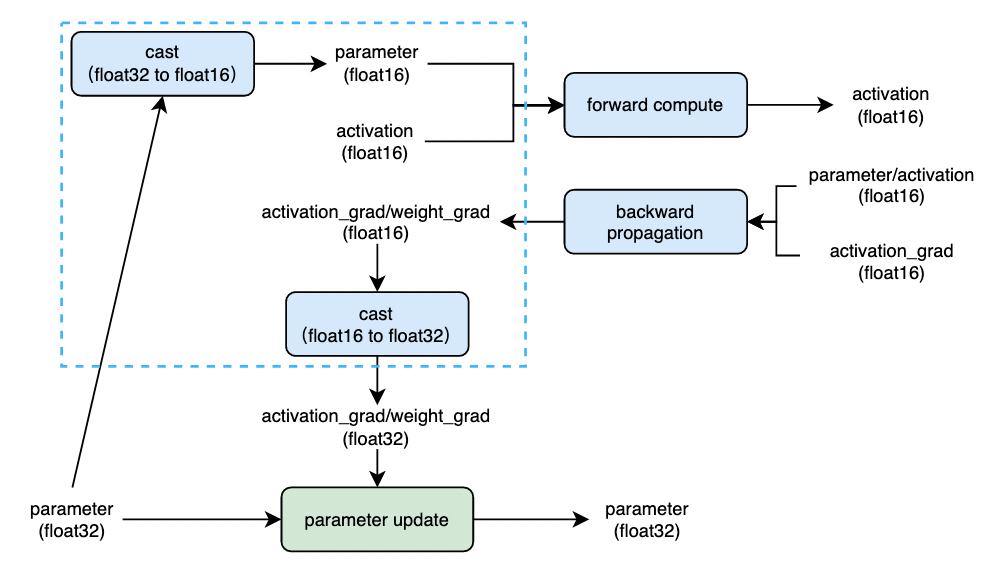 cast
（float32 to float16）
parameter
(float16)
activation
(float16)
forward compute
activation
(float16)
parameter/activation
(float16)
activation_grad
(float16)
backward
propagation
activation_grad/weight_grad
(float16)
cast
（float16 to float32）
activation_grad/weight_grad
(float32)
parameter
(float32)
parameter update
parameter
(float32)